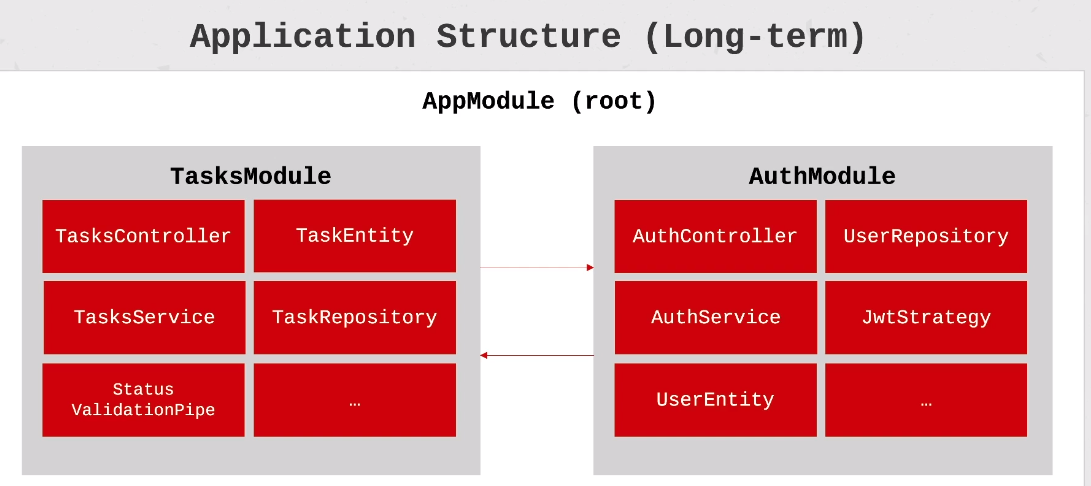 Application Structure (Long-term)
AppModule (root)
TasksModule
TasksController
TaskEntity
TasksService
TaskRepository
Status
ValidationPipe
…
AuthModule
AuthController
UserRepository
AuthService
JwtStrategy
UserEntity
…